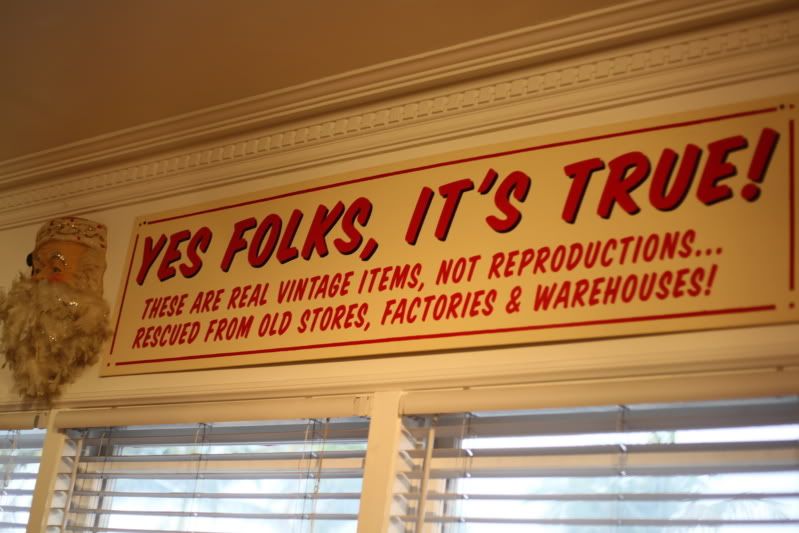 YES FOLKS, IT'S TRUE!
THESE ARE REAL VINTAGE ITEMS, NOT REPRODUCTIONS...
RESCUED FROM OLD STORES, FACTORIES & WAREHOUSES!